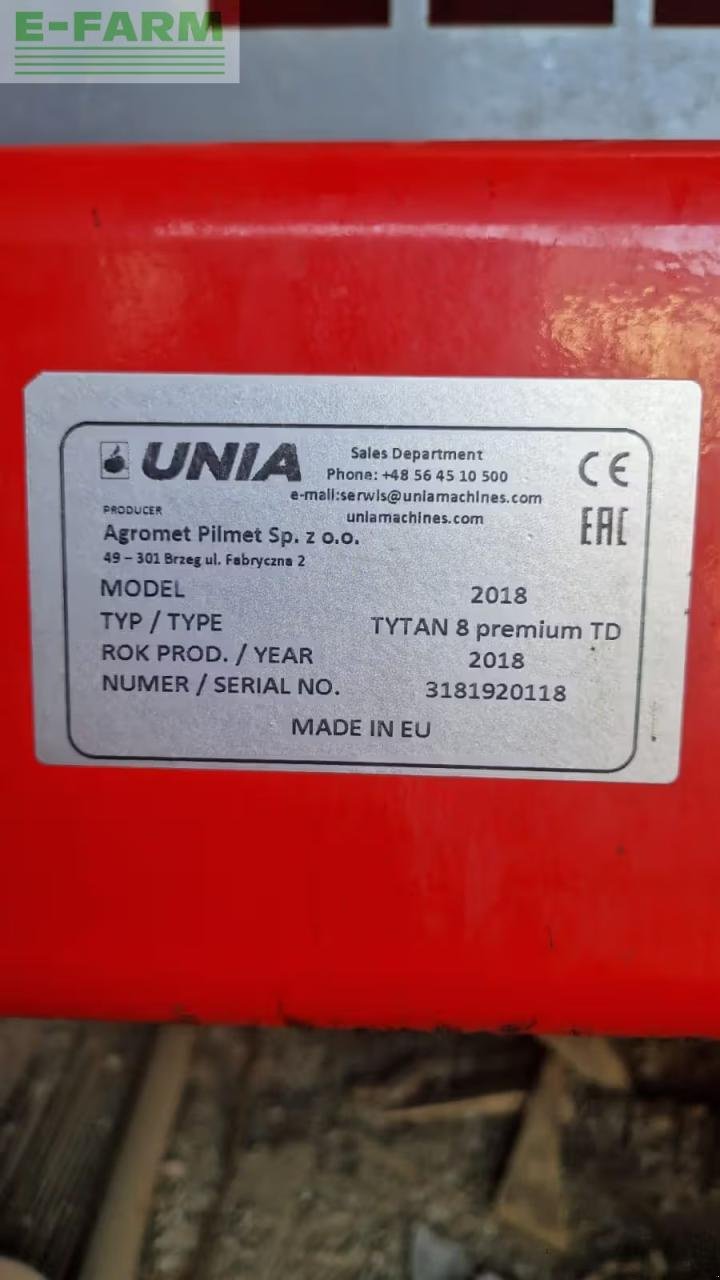 E-FARM
UNIA
Sales Department
Phone: +48 56 45 10 500
e-mail:serwis@uniamachines.com
uniamachines.com
CE
EAC
PRODUCER
Agromet Pilmet Sp. z o.o.
49 – 301 Brzeg ul. Fabryczna 2
MODEL 2018
TYP / TYPE TYTAN 8 premium TD
ROK PROD. / YEAR 2018
NUMER / SERIAL NO. 3181920118
MADE IN EU